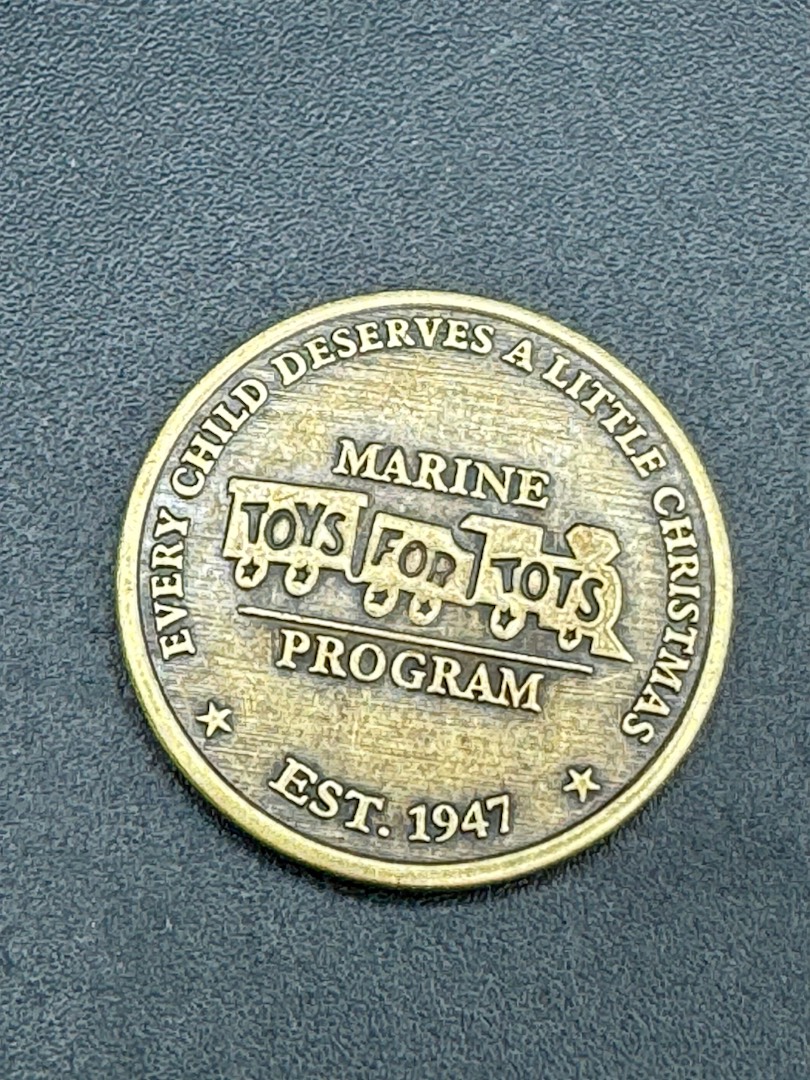 EVERY CHILD DESERVES A LITTLE CHRISTMAS
MARINE
TOYS FOR TOTS
PROGRAM
EST. 1947